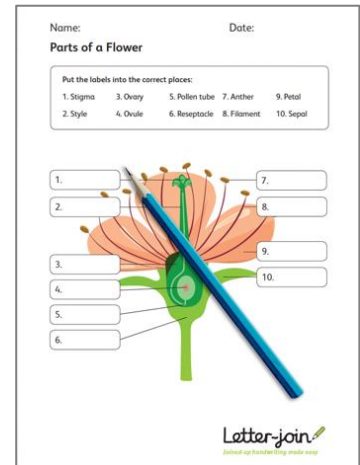 Name: Date:
Parts of a Flower
Put the labels into the correct places:
1. Stigma 3. Ovary 5. Pollen tube 7. Anther 9. Petal
2. Style 4. Ovule 6. Reseptacle 8. Filament 10. Sepal
1. 7.
2. 8.
3. 9.
4. 10.
5.
6.
Letter-join
Joined-up handwriting made easy